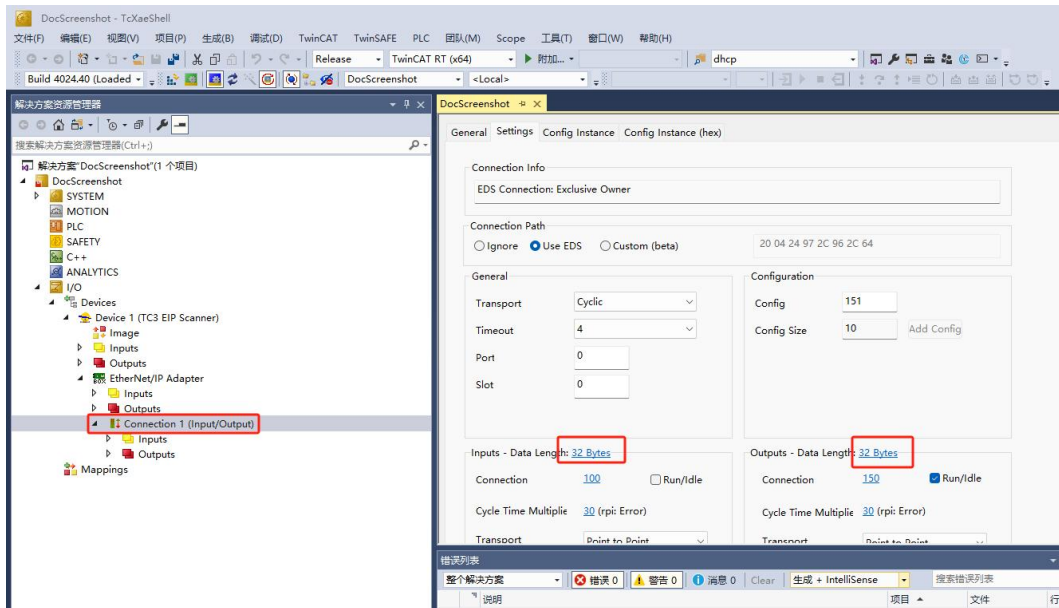 DocScreenshot - TcXaeShell
文件(F) 编辑(E) 视图(V) 项目(P) 生成(B) 调试(D) TwinCAT TwinSAFE PLC 团队(M) Scope 工具(T) 窗口(W) 帮助(H)
Release TwinCAT RT (x64) 附加... dhcp
Build 4024.40 (Loaded DocScreenshot <Local>
解决方案资源管理器
搜索解决方案资源管理器(Ctrl+;)
解决方案"DocScreenshot"(1 个项目)
DocScreenshot
SYSTEM
MOTION
PLC
SAFETY
C++
ANALYTICS
I/O
Devices
Device 1 (TC3 EIP Scanner)
Image
Inputs
Outputs
EtherNet/IP Adapter
Inputs
Outputs
Connection 1 (Input/Output)
Inputs
Outputs
Mappings
DocScreenshot
General Settings Config Instance Config Instance (hex)
Connection Info
EDS Connection: Exclusive Owner
Connection Path
Ignore Use EDS Custom (beta) 20 04 24 97 2C 96 2C 64
General
Transport Cyclic
Timeout 4
Port 0
Slot 0
Configuration
Config 151
Config Size 10 Add Config
Inputs - Data Length: 32 Bytes
Connection 100 Run/Idle
Cycle Time Multiplie 30 (rpi: Error)
Transport Point to Point
Outputs - Data Length: 32 Bytes
Connection 150 Run/Idle
Cycle Time Multiplie 30 (rpi: Error)
Transport Point to Point
错误列表
整个解决方案 错误 0 警告 0 消息 0 Clear 生成 + IntelliSense 搜索错误列表
说明 项目 文件 行